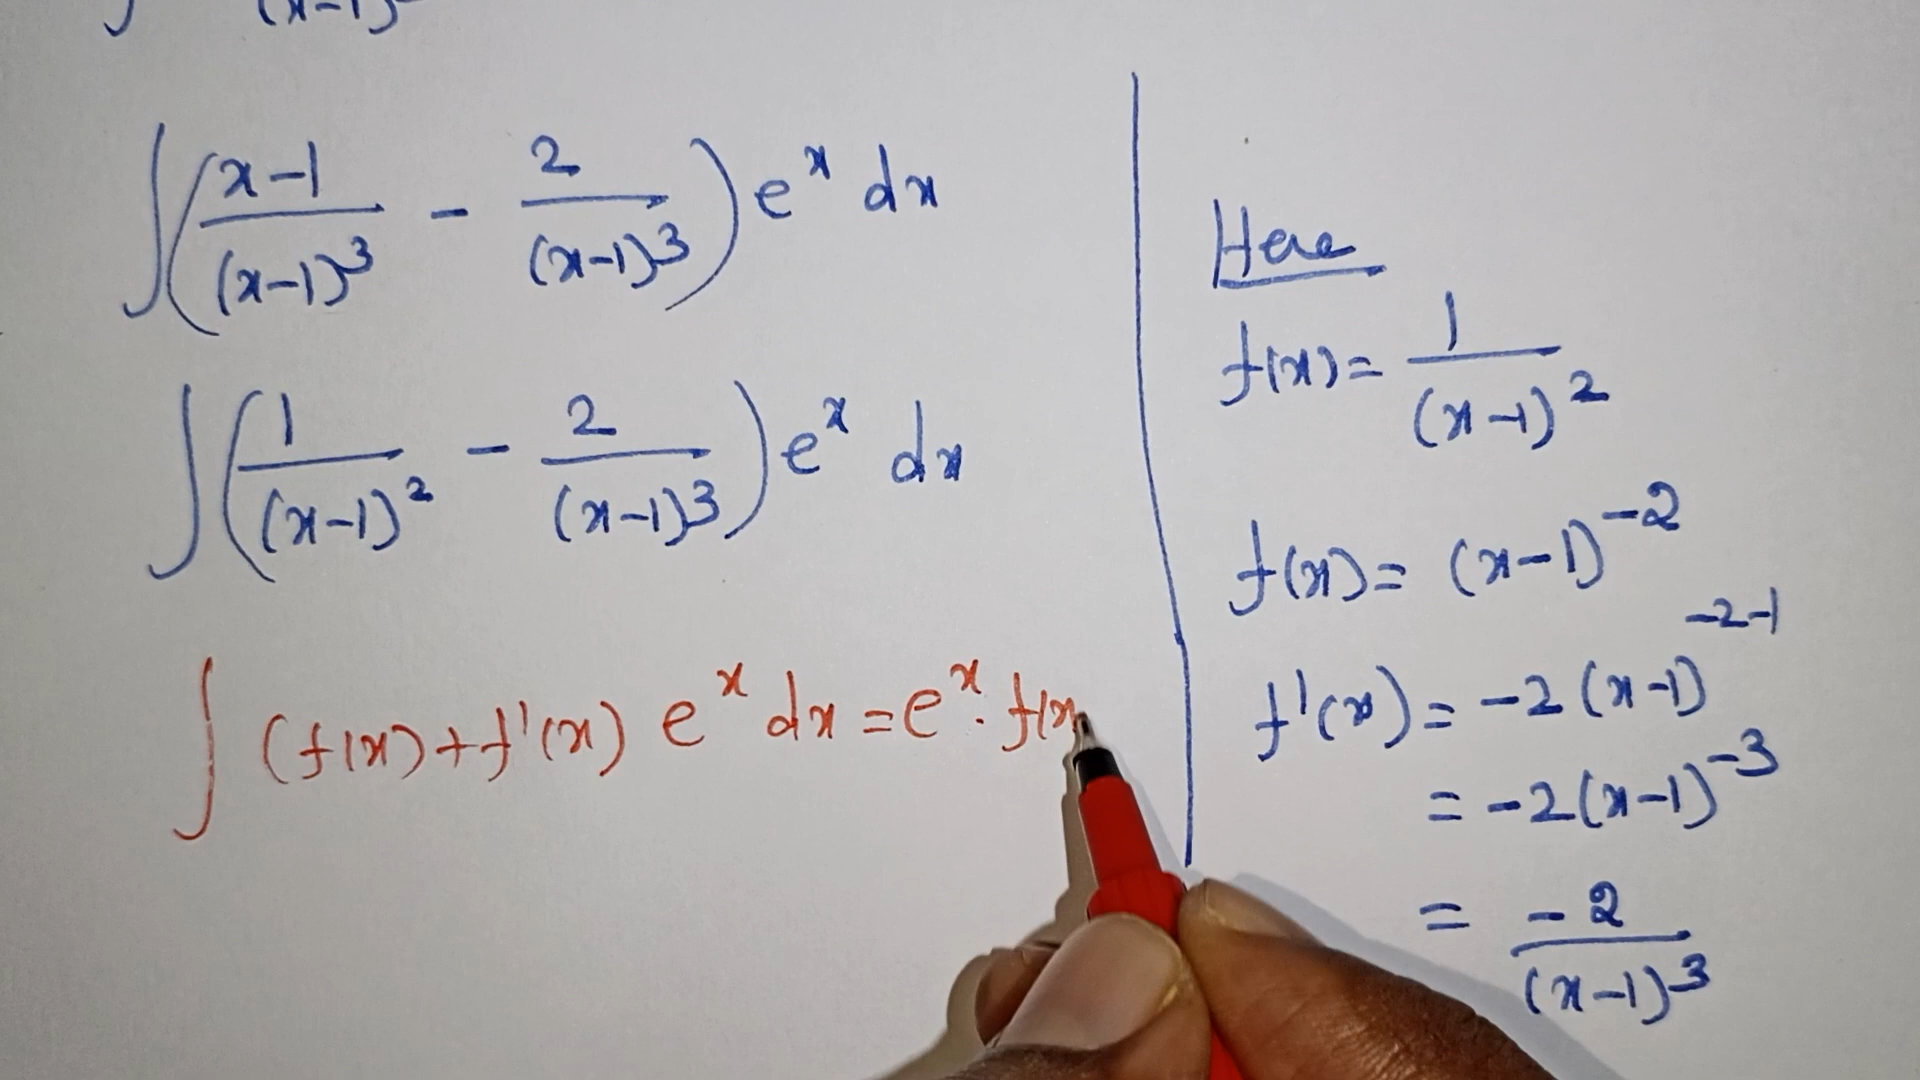 ∫ (x-1)
∫(x-1/(x-1)³ - 2/(x-1)³) eˣ dx
∫(1/(x-1)² - 2/(x-1)³) eˣ dx
∫ (f(x)+f'(x) eˣ dx = eˣ. f(x
Here
f(x)= 1/(x-1)²
f(x)= (x-1)⁻²
f'(x)= -2(x-1)⁻²⁻¹
= -2(x-1)⁻³
= -2/(x-1)³